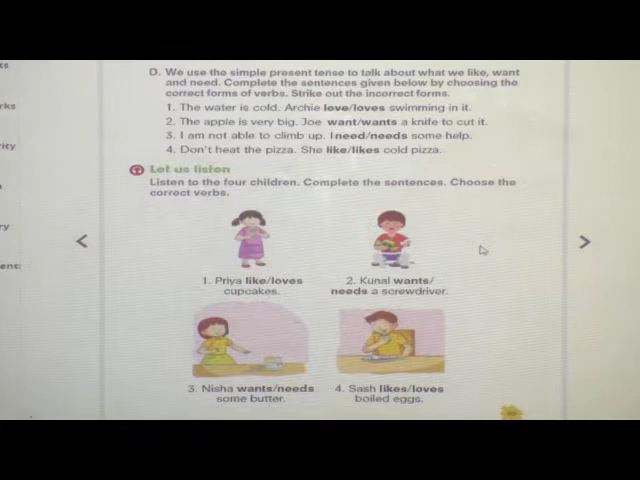 rks
ry
ent:
D. We use the simple present tense to talk about what we like, want
and need. Complete the sentences given below by choosing the
correct forms of verbs. Strike out the incorrect forms.
1. The water is cold. Archie love/loves swimming in it.
2. The apple is very big. Joe want/wants a knife to cut it.
3. I am not able to climb up. I need/needs some help.
4. Don't heat the pizza. She like/likes cold pizza.
Let us listen
Listen to the four children. Complete the sentences. Choose the
correct verbs.
1. Priya like/loves
cupcakes.
2. Kunal wants/
needs a screwdriver.
3. Nisha wants/needs
some butter.
4. Sash likes/loves
boiled eggs.